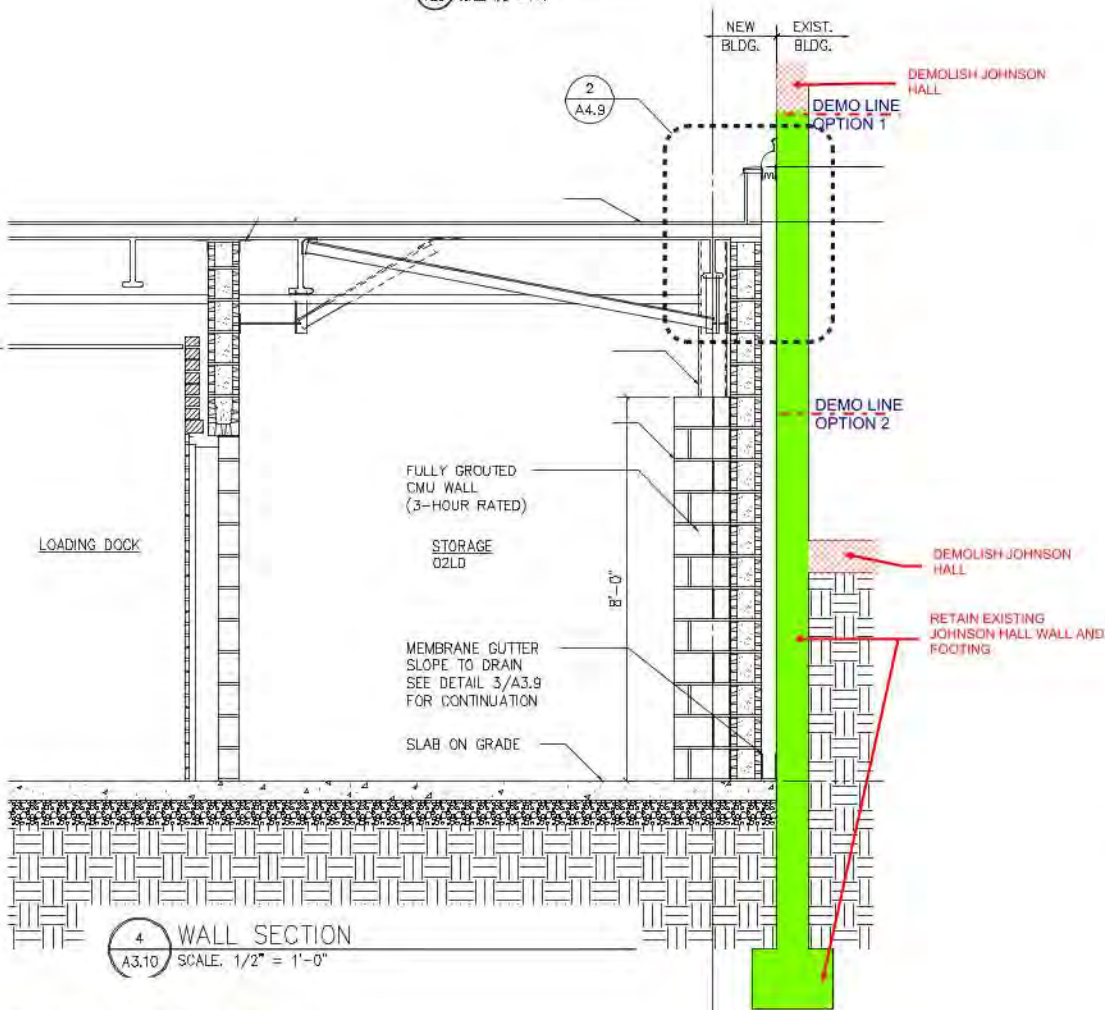 NEW
BLDG.
EXIST.
BLDG.
DEMOLISH JOHNSON
HALL
2
A4.9
DEMO LINE
OPTION 1
DEMO LINE
OPTION 2
FULLY GROUTED
CMU WALL
(3-HOUR RATED)
LOADING DOCK
STORAGE
02LD
8'-0"
DEMOLISH JOHNSON
HALL
RETAIN EXISTING
JOHNSON HALL WALL AND
FOOTING
MEMBRANE GUTTER
SLOPE TO DRAIN
SEE DETAIL 3/A3.9
FOR CONTINUATION
SLAB ON GRADE
4
A3.10
WALL SECTION
SCALE. 1/2" = 1'-0"